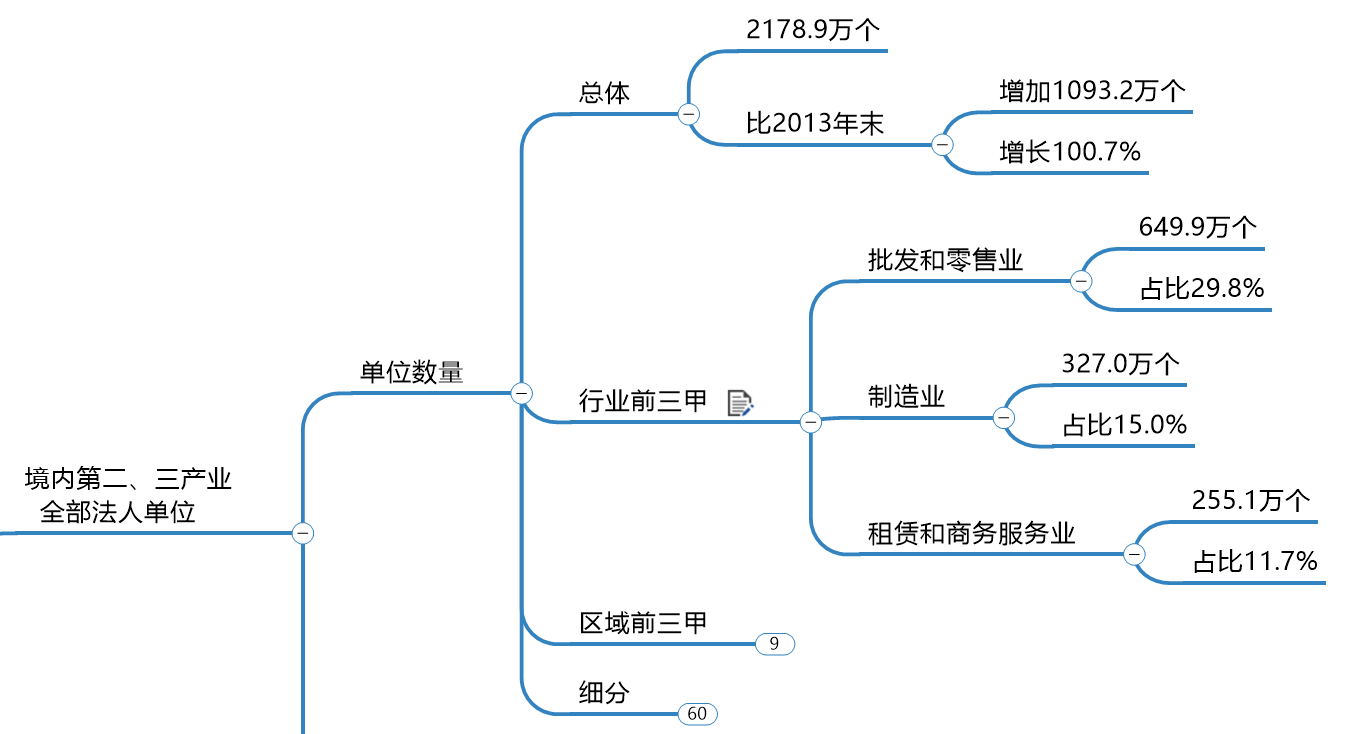 境内第二、三产业
全部法人单位
单位数量
总体
2178.9万个
比2013年末
增加1093.2万个
增长100.7%
行业前三甲
批发和零售业
649.9万个
占比29.8%
制造业
327.0万个
占比15.0%
租赁和商务服务业
255.1万个
占比11.7%
区域前三甲
9
细分
60